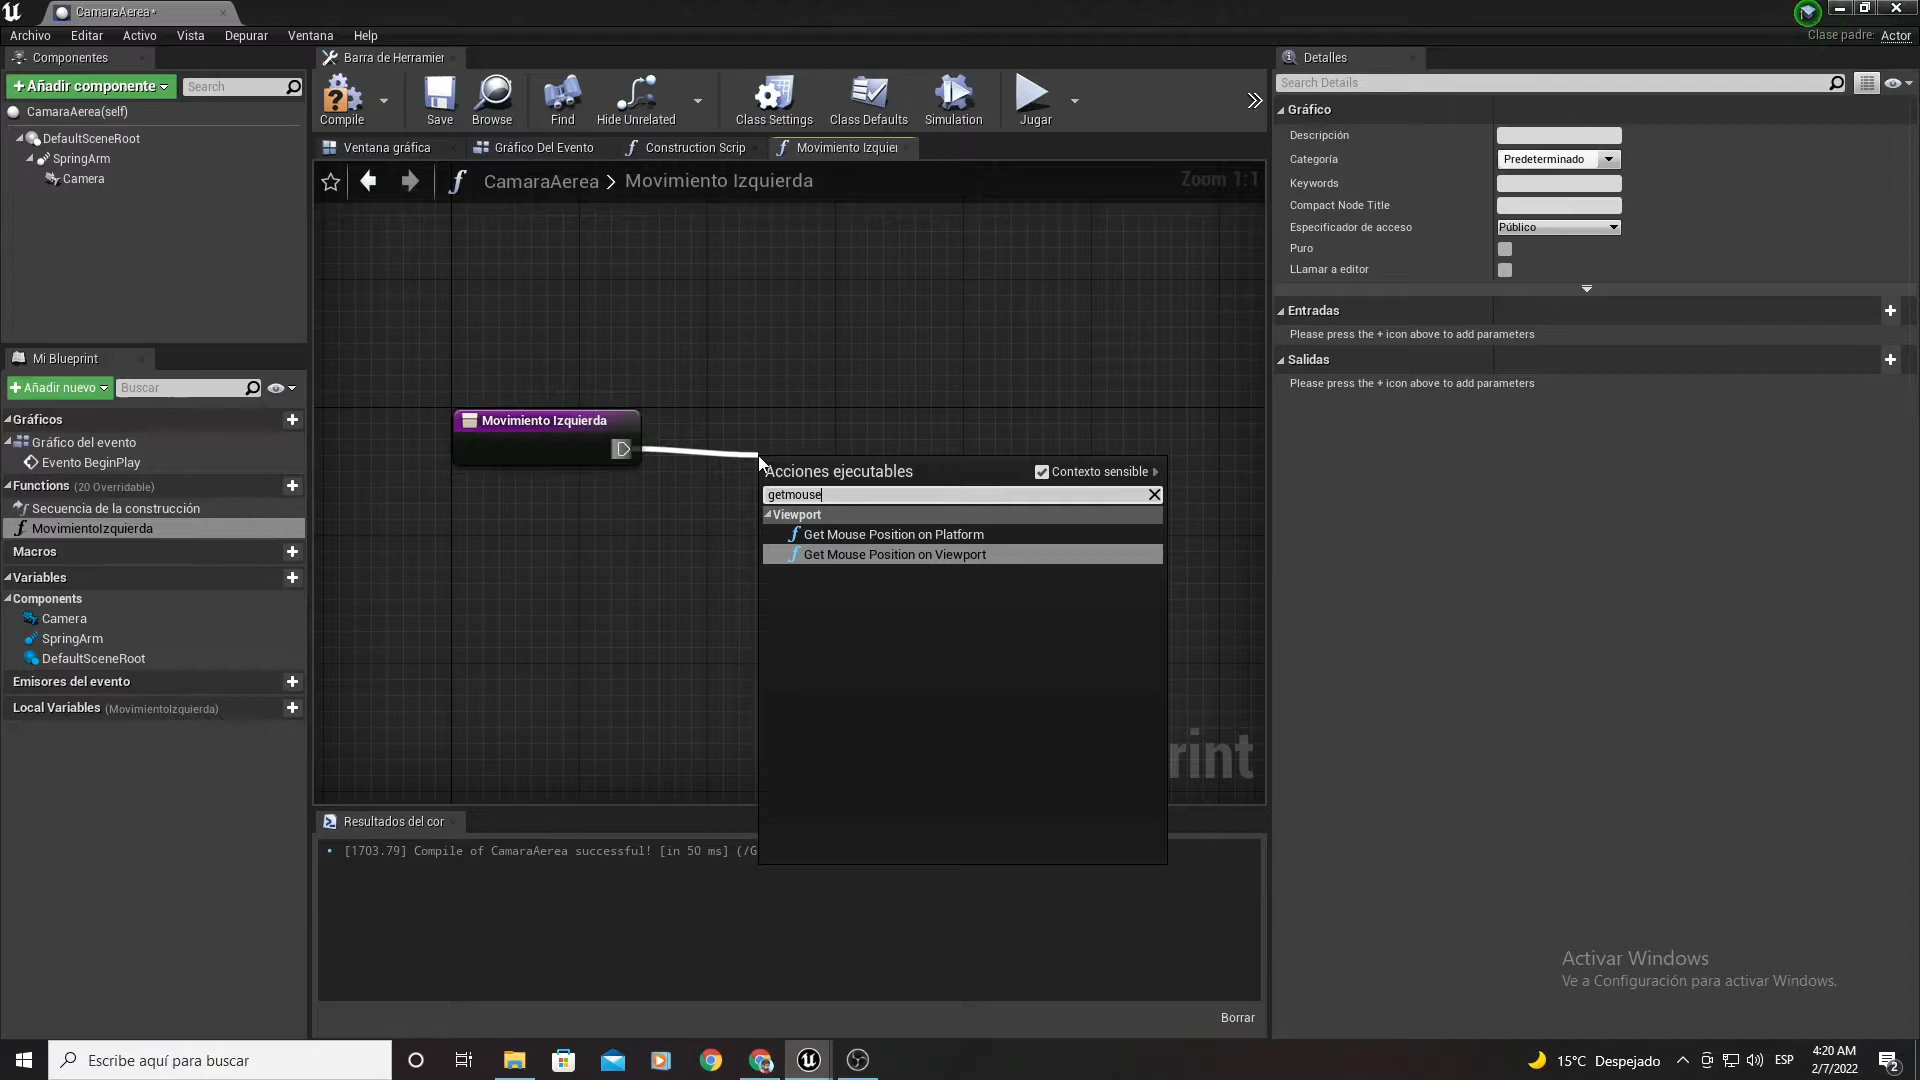 CamaraAerea*
Archivo Editar Activo Vista Depurar Ventana Help
Clase padre: Actor
Componentes
Añadir componente
Search
CamaraAerea(self)
DefaultSceneRoot
SpringArm
Camera
Mi Blueprint
Añadir nuevo
Buscar
Gráficos
Gráfico del evento
Evento BeginPlay
Functions (20 Overridable)
Secuencia de la construcción
MovimientoIzquierda
Macros
Variables
Components
Camera
SpringArm
DefaultSceneRoot
Emisores del evento
Local Variables (MovimientoIzquierda)
Barra de Herramier
Compile Save Browse Find Hide Unrelated Class Settings Class Defaults Simulation Jugar
Ventana gráfica Gráfico Del Evento Construction Scrip Movimiento Izquier
CamaraAerea > Movimiento Izquierda
Zoom 1:1
Movimiento Izquierda
Acciones ejecutables
Contexto sensible
getmouse
Viewport
Get Mouse Position on Platform
Get Mouse Position on Viewport
rint
Resultados del cor
[1703.79] Compile of CamaraAerea successful! [in 50 ms] (/G
Borrar
Detalles
Search Details
Gráfico
Descripción
Categoría Predeterminado
Keywords
Compact Node Title
Especificador de acceso Público
Puro
LLamar a editor
Entradas
Please press the + icon above to add parameters
Salidas
Please press the + icon above to add parameters
Activar Windows
Ve a Configuración para activar Windows.
Escribe aquí para buscar
15°C Despejado
ESP
4:20 AM
2/7/2022
2